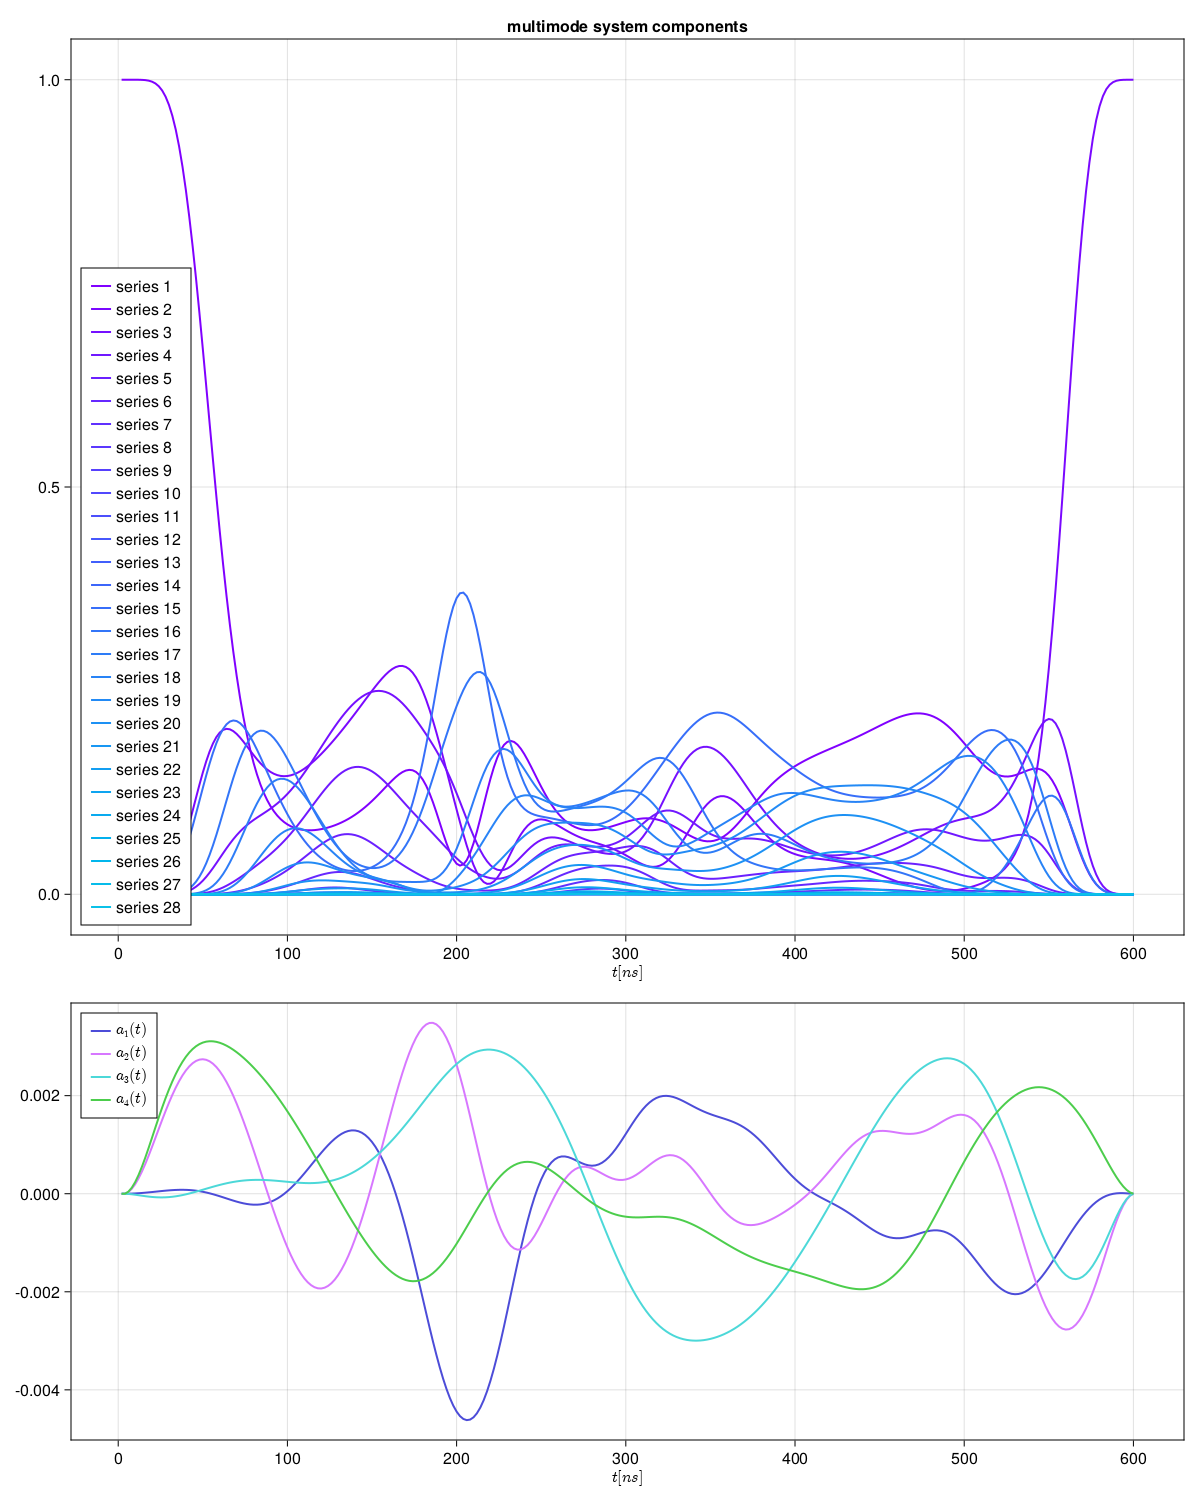 multimode system components
1.0
0.5
0.0
series 1
series 2
series 3
series 4
series 5
series 6
series 7
series 8
series 9
series 10
series 11
series 12
series 13
series 14
series 15
series 16
series 17
series 18
series 19
series 20
series 21
series 22
series 23
series 24
series 25
series 26
series 27
series 28
0 100 200 300 400 500 600
t[ns]
a₁(t)
a₂(t)
a₃(t)
a₄(t)
0.002
0.000
-0.002
-0.004
0 100 200 300 400 500 600
t[ns]